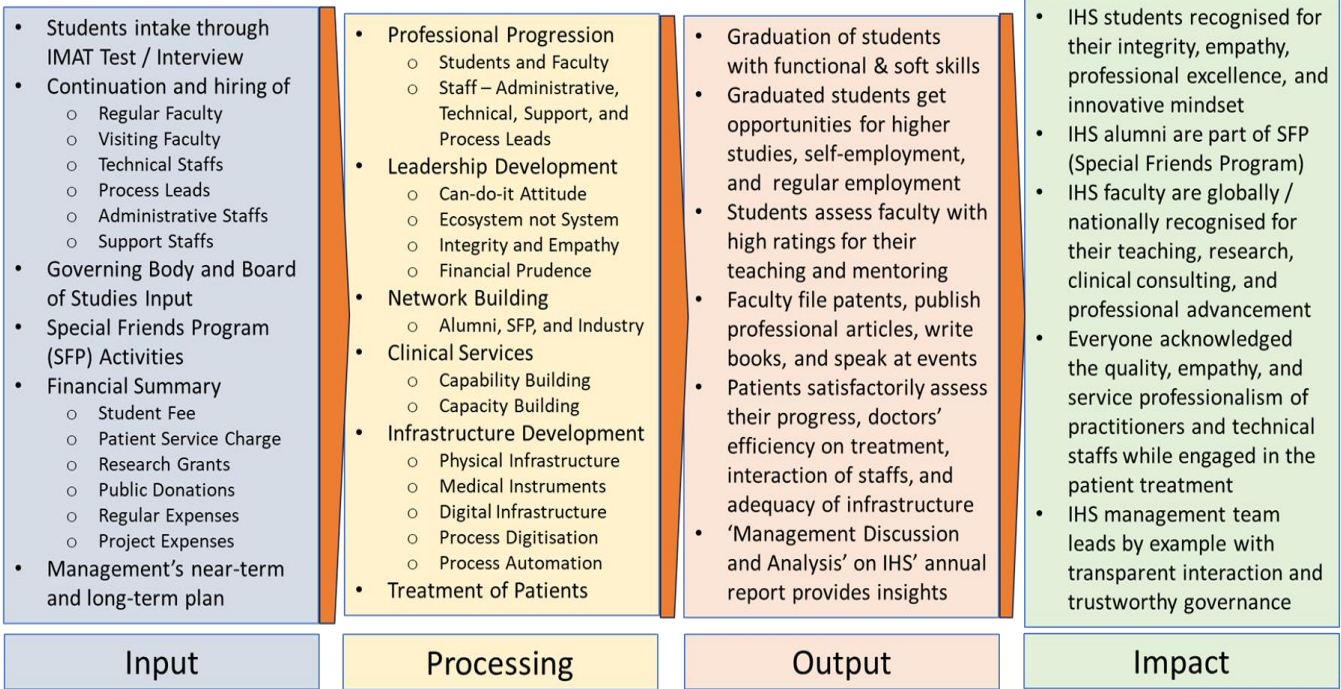 • Students intake through
IMAT Test / Interview
• Continuation and hiring of
o Regular Faculty
o Visiting Faculty
o Technical Staffs
o Process Leads
o Administrative Staffs
o Support Staffs
• Governing Body and Board
of Studies Input
• Special Friends Program
(SFP) Activities
• Financial Summary
o Student Fee
o Patient Service Charge
o Research Grants
o Public Donations
o Regular Expenses
o Project Expenses
• Management's near-term
and long-term plan
Input
• Professional Progression
o Students and Faculty
o Staff – Administrative,
Technical, Support, and
Process Leads
• Leadership Development
o Can-do-it Attitude
o Ecosystem not System
o Integrity and Empathy
o Financial Prudence
• Network Building
o Alumni, SFP, and Industry
• Clinical Services
o Capability Building
o Capacity Building
• Infrastructure Development
o Physical Infrastructure
o Medical Instruments
o Digital Infrastructure
o Process Digitisation
o Process Automation
• Treatment of Patients
Processing
• Graduation of students
with functional & soft skills
• Graduated students get
opportunities for higher
studies, self-employment,
and regular employment
• Students assess faculty with
high ratings for their
teaching and mentoring
• Faculty file patents, publish
professional articles, write
books, and speak at events
• Patients satisfactorily assess
their progress, doctors'
efficiency on treatment,
interaction of staffs, and
adequacy of infrastructure
• 'Management Discussion
and Analysis' on IHS' annual
report provides insights
Output
• IHS students recognised for
their integrity, empathy,
professional excellence, and
innovative mindset
• IHS alumni are part of SFP
(Special Friends Program)
• IHS faculty are globally /
nationally recognised for
their teaching, research,
clinical consulting, and
professional advancement
• Everyone acknowledged
the quality, empathy, and
service professionalism of
practitioners and technical
staffs while engaged in the
patient treatment
• IHS management team
leads by example with
transparent interaction and
trustworthy governance
Impact